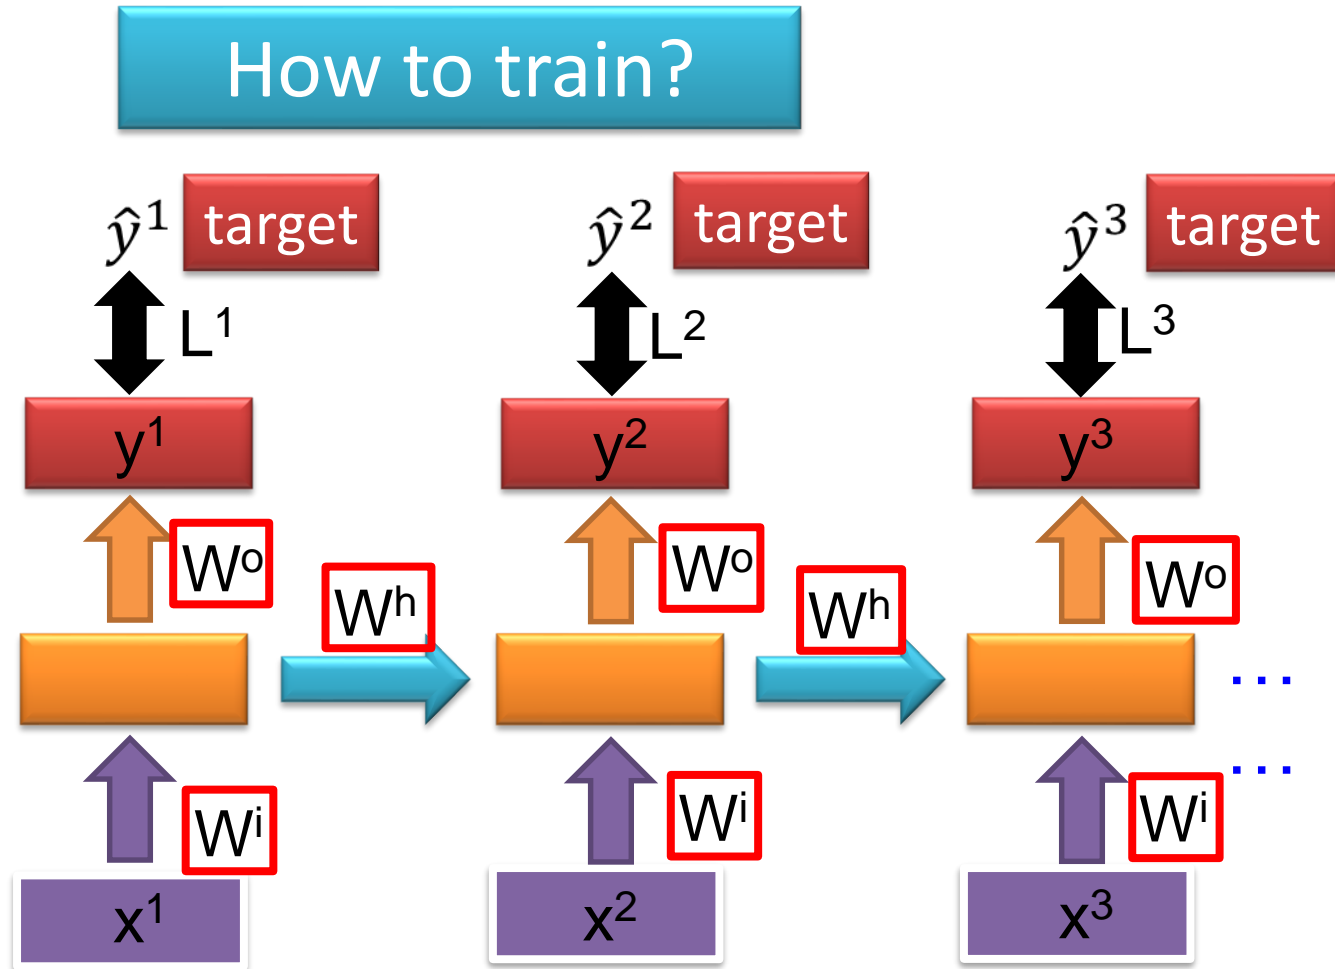 How to train?
ŷ¹ target ŷ² target ŷ³ target
L¹ L² L³
y¹ y² y³
Wᵒ Wᵒ Wᵒ
Wʰ Wʰ
...
...
Wⁱ Wⁱ Wⁱ
x¹ x² x³